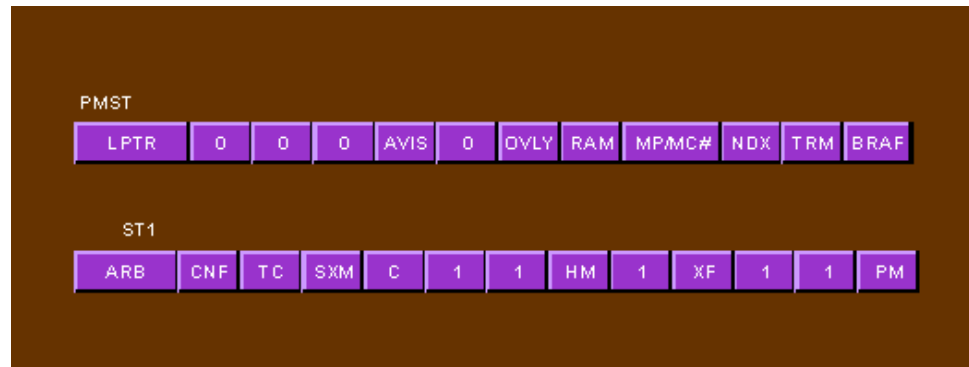 PMST
LPTR 0 0 0 AVIS 0 OVLY RAM MP/MC# NDX TRM BRAF
ST1
ARB CNF TC SXM C 1 1 HM 1 XF 1 1 PM